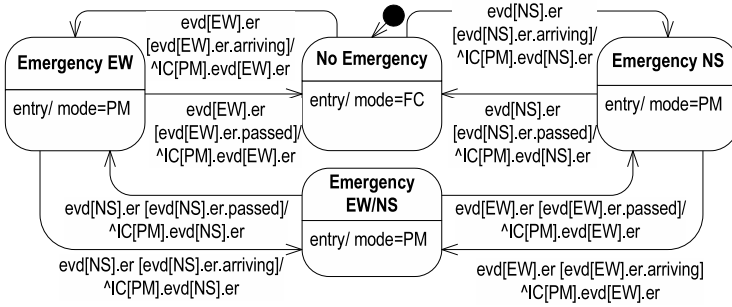 evd[EW].er
[evd[EW].er.arriving]/
^IC[PM].evd[EW].er
evd[NS].er
[evd[NS].er.arriving]/
^IC[PM].evd[NS].er
Emergency EW
entry/ mode=PM
No Emergency
entry/ mode=FC
Emergency NS
entry/ mode=PM
evd[EW].er
[evd[EW].er.passed]/
^IC[PM].evd[EW].er
evd[NS].er
[evd[NS].er.passed]/
^IC[PM].evd[NS].er
Emergency
EW/NS
entry/ mode=PM
evd[NS].er [evd[NS].er.passed]/
^IC[PM].evd[NS].er
evd[EW].er [evd[EW].er.passed]/
^IC[PM].evd[EW].er
evd[NS].er [evd[NS].er.arriving]/
^IC[PM].evd[NS].er
evd[EW].er [evd[EW].er.arriving]
^IC[PM].evd[EW].er